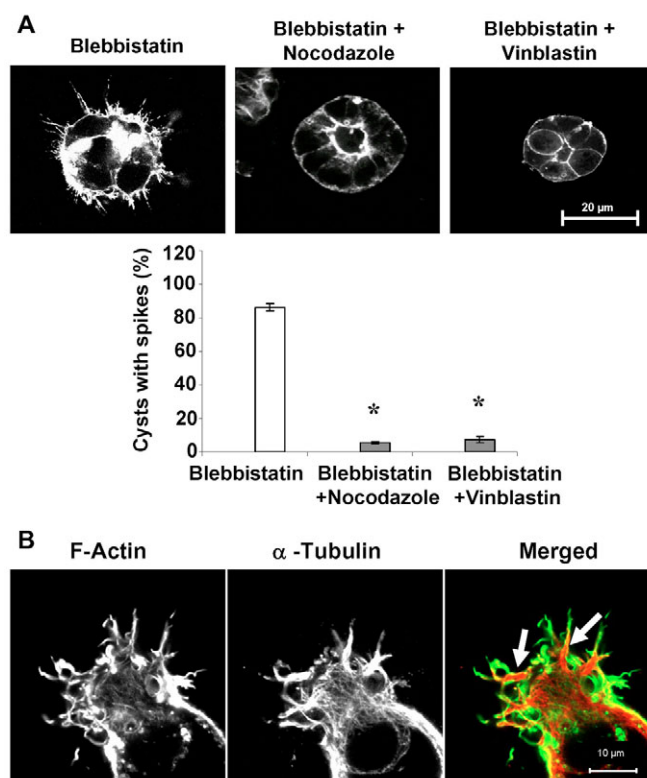 A
Blebbistatin
Blebbistatin +
Nocodazole
Blebbistatin +
Vinblastin
20 µm
Cysts with spikes (%)
120
100
80
60
40
20
0
*
*
Blebbistatin
Blebbistatin
+Nocodazole
Blebbistatin
+Vinblastin
B
F-Actin
α -Tubulin
Merged
10 µm